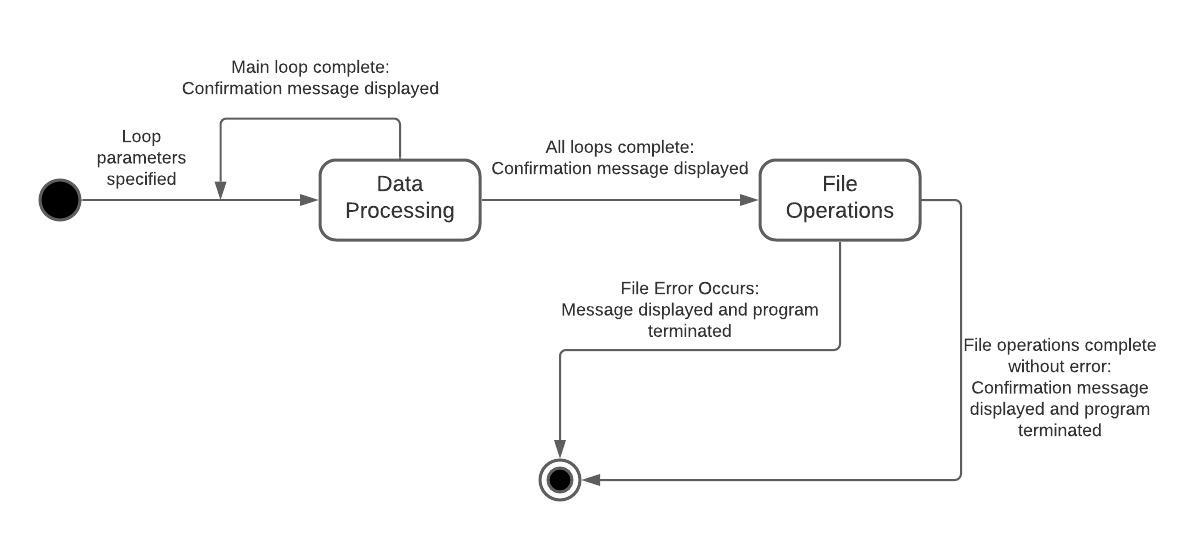 Main loop complete:
Confirmation message displayed
Loop
parameters
specified
All loops complete:
Confirmation message displayed
Data
Processing
File
Operations
File Error Occurs:
Message displayed and program
terminated
File operations complete
without error:
Confirmation message
displayed and program
terminated